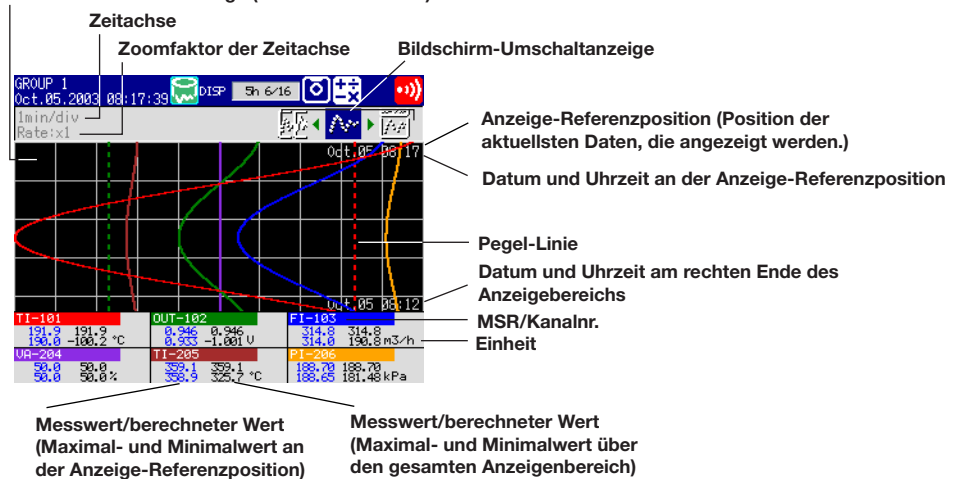 Zeitachse
Zoomfaktor der Zeitachse
Bildschirm-Umschaltanzeige
GROUP 1
Oct.05.2003 08:17:39 DISP 5h 6/16
1min/div
Rate:x1
Oct.05 08:17
Anzeige-Referenzposition (Position der
aktuellsten Daten, die angezeigt werden.)
Datum und Uhrzeit an der Anzeige-Referenzposition
Pegel-Linie
Datum und Uhrzeit am rechten Ende des
Anzeigebereichs
Oct.05 08:12
MSR/Kanalnr.
Einheit
TI-101 OUT-102 FI-103
191.9 191.9 0.946 0.946 314.8 314.8
190.0 -100.2 °C 0.933 -1.001 V 314.0 190.8 m3/h
VA-204 TI-205 PI-206
50.0 50.0 359.1 359.1 188.70 188.70
50.0 50.0 % 358.9 325.7 °C 188.65 181.48 kPa
Messwert/berechneter Wert
(Maximal- und Minimalwert an
der Anzeige-Referenzposition)
Messwert/berechneter Wert
(Maximal- und Minimalwert über
den gesamten Anzeigenbereich)